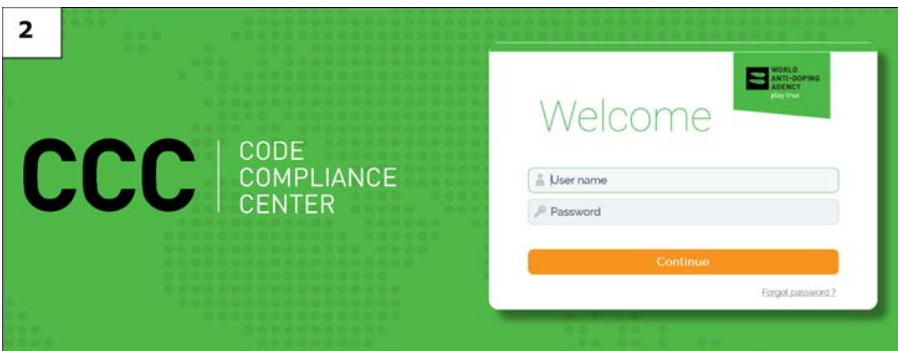 2
CCC
CODE
COMPLIANCE
CENTER
WORLD
ANTI-DOPING
AGENCY
play true
Welcome
User name
Password
Continue
Forgot password ?